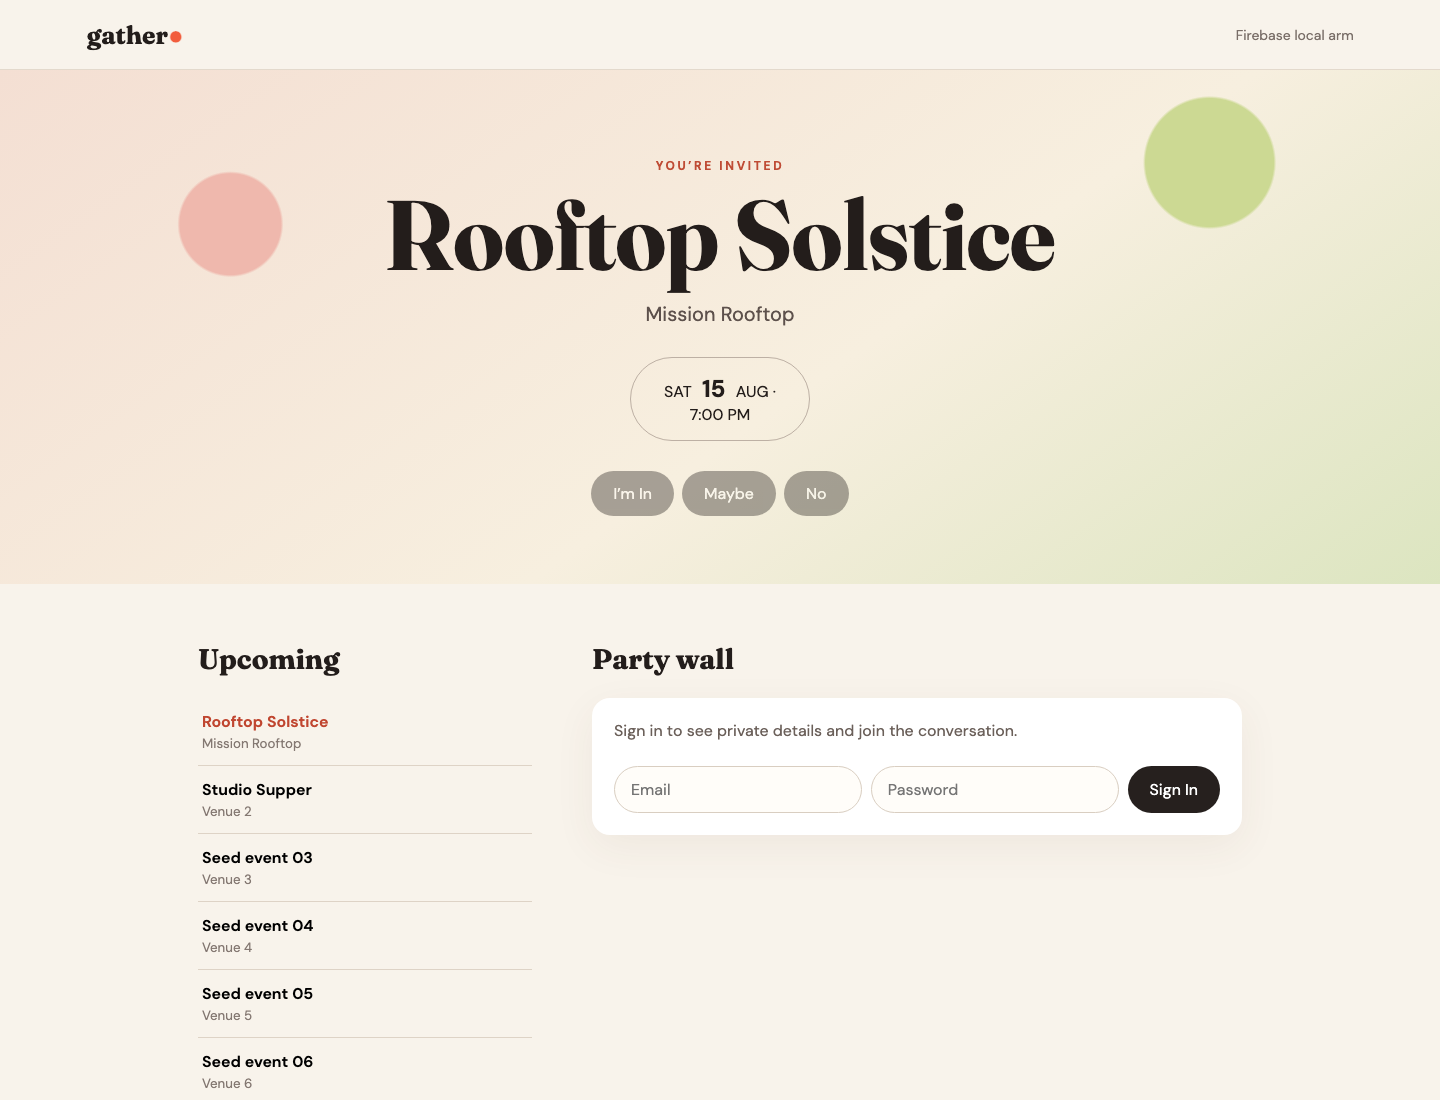 gather
Firebase local arm
YOU’RE INVITED
Rooftop Solstice
Mission Rooftop
SAT 15 AUG ·
7:00 PM
I’m In
Maybe
No
Upcoming
Rooftop Solstice
Mission Rooftop
Studio Supper
Venue 2
Seed event 03
Venue 3
Seed event 04
Venue 4
Seed event 05
Venue 5
Seed event 06
Venue 6
Party wall
Sign in to see private details and join the conversation.
Email
Password
Sign In